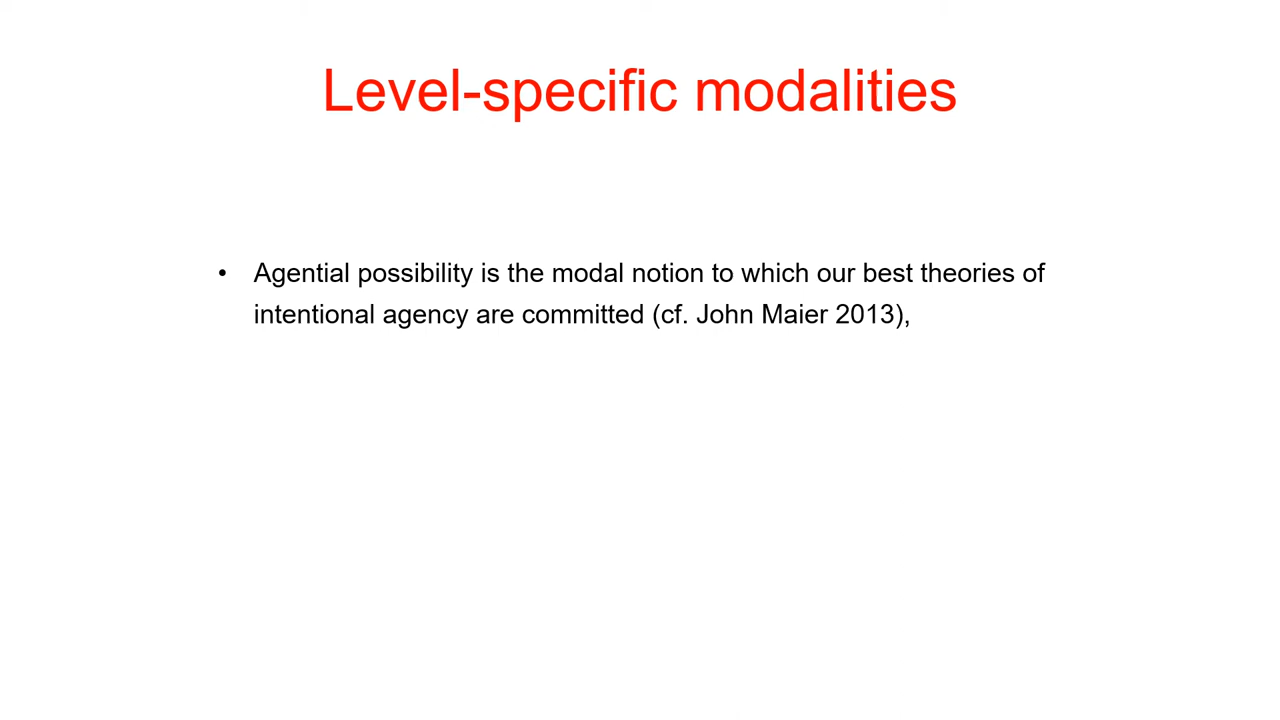 Level-specific modalities
• Agential possibility is the modal notion to which our best theories of
intentional agency are committed (cf. John Maier 2013),